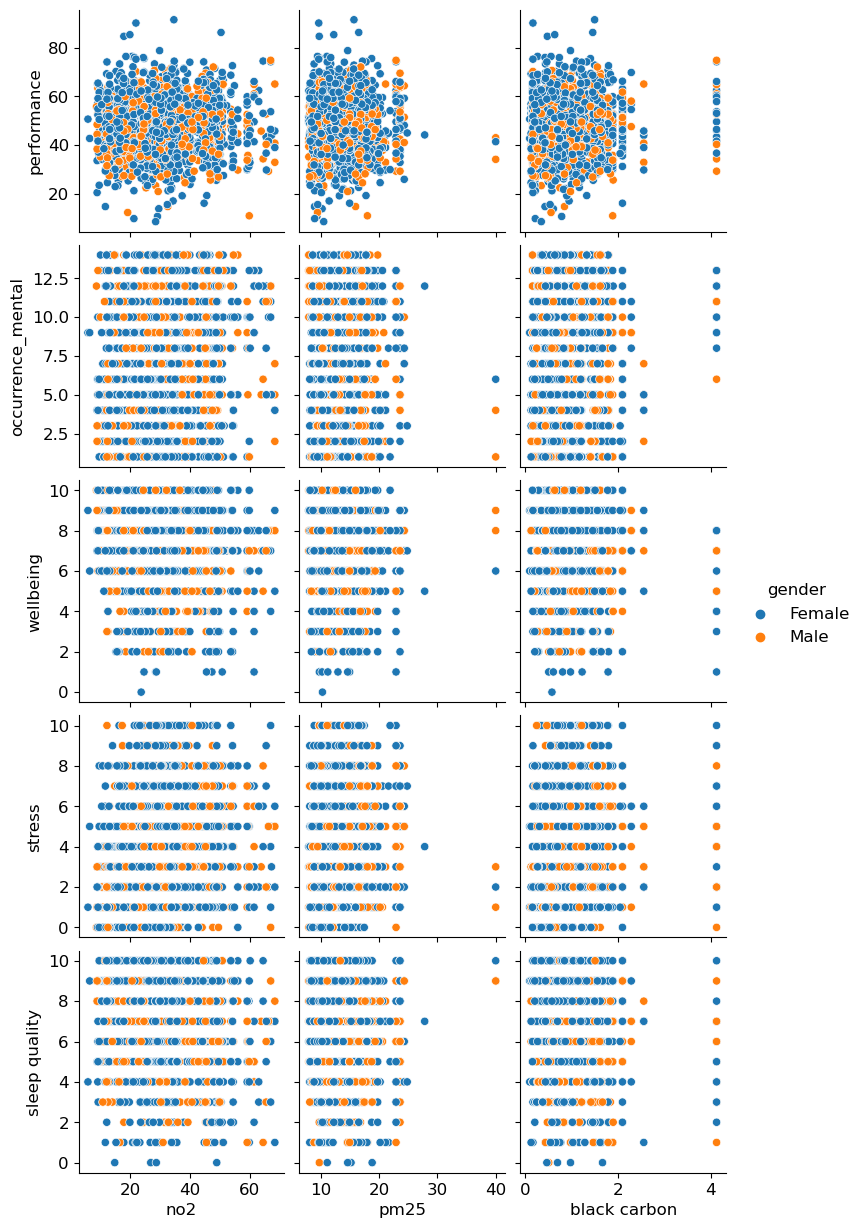 performance
80
60
40
20
occurrence_mental
12.5
10.0
7.5
5.0
2.5
wellbeing
10
8
6
4
2
0
gender
Female
Male
stress
10
8
6
4
2
0
sleep quality
10
8
6
4
2
0
20 40 60
no2
10 20 30 40
pm25
0 2 4
black carbon